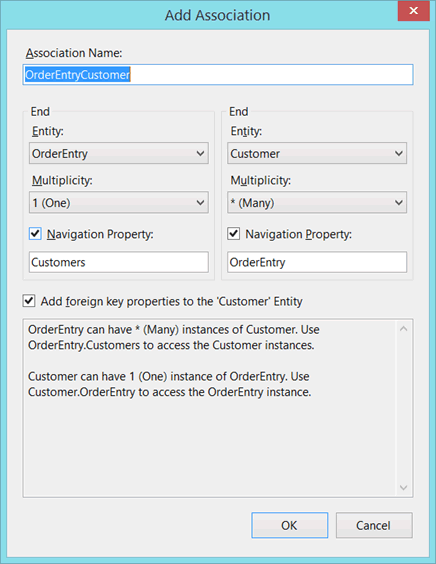 Add Association
Association Name:
OrderEntryCustomer
End
Entity:
OrderEntry
Multiplicity:
1 (One)
Navigation Property:
Customers
End
Entity:
Customer
Multiplicity:
* (Many)
Navigation Property:
OrderEntry
Add foreign key properties to the 'Customer' Entity
OrderEntry can have * (Many) instances of Customer. Use
OrderEntry.Customers to access the Customer instances.
Customer can have 1 (One) instance of OrderEntry. Use
Customer.OrderEntry to access the OrderEntry instance.
OK
Cancel